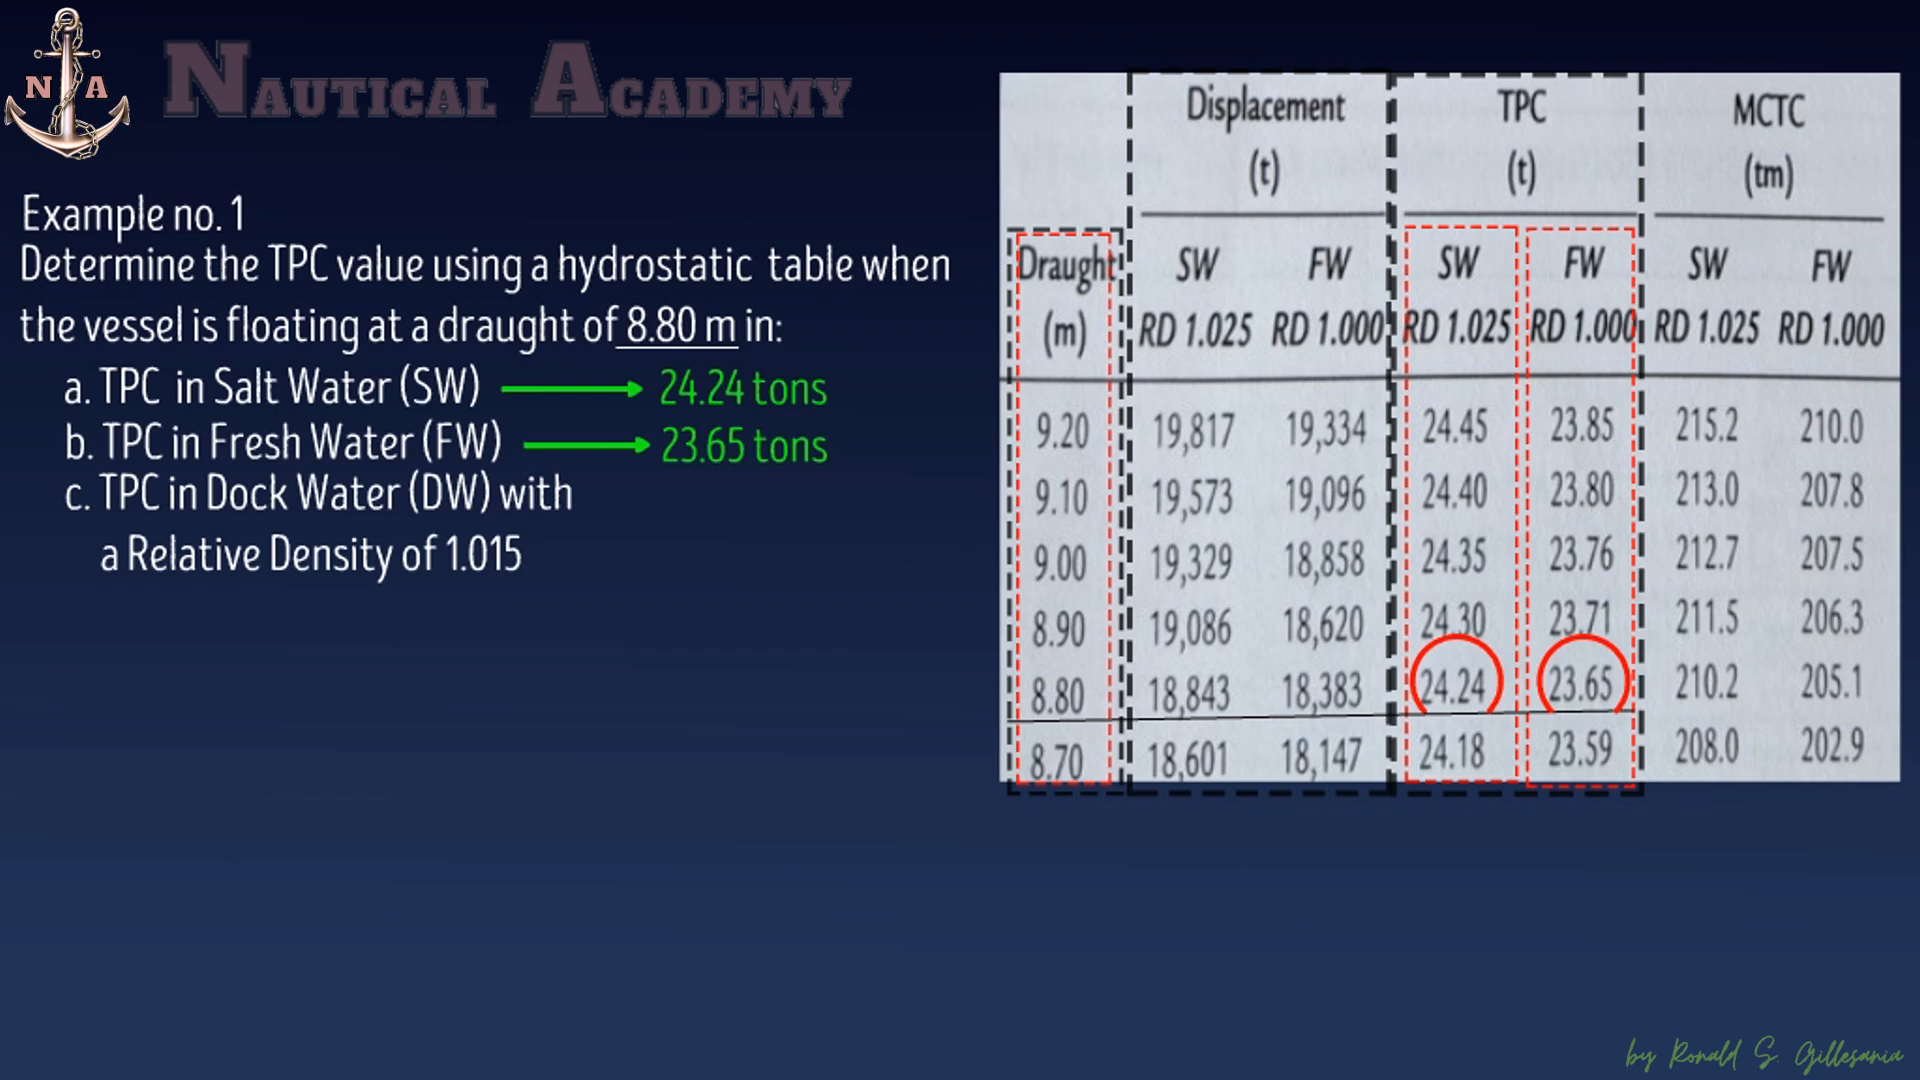 N A
NAUTICAL ACADEMY
Example no. 1
Determine the TPC value using a hydrostatic table when
the vessel is floating at a draught of 8.80 m in:
a. TPC in Salt Water (SW) 24.24 tons
b. TPC in Fresh Water (FW) 23.65 tons
c. TPC in Dock Water (DW) with
a Relative Density of 1.015
Displacement TPC MCTC
(t) (t) (tm)
Draught SW FW SW FW SW FW
(m) RD 1.025 RD 1.000 RD 1.025 RD 1.000 RD 1.025 RD 1.000
9.20 19,817 19,334 24.45 23.85 215.2 210.0
9.10 19,573 19,096 24.40 23.80 213.0 207.8
9.00 19,329 18,858 24.35 23.76 212.7 207.5
8.90 19,086 18,620 24.30 23.71 211.5 206.3
8.80 18,843 18,383 24.24 23.65 210.2 205.1
8.70 18,601 18,147 24.18 23.59 208.0 202.9
by Ronald S. Gillesania